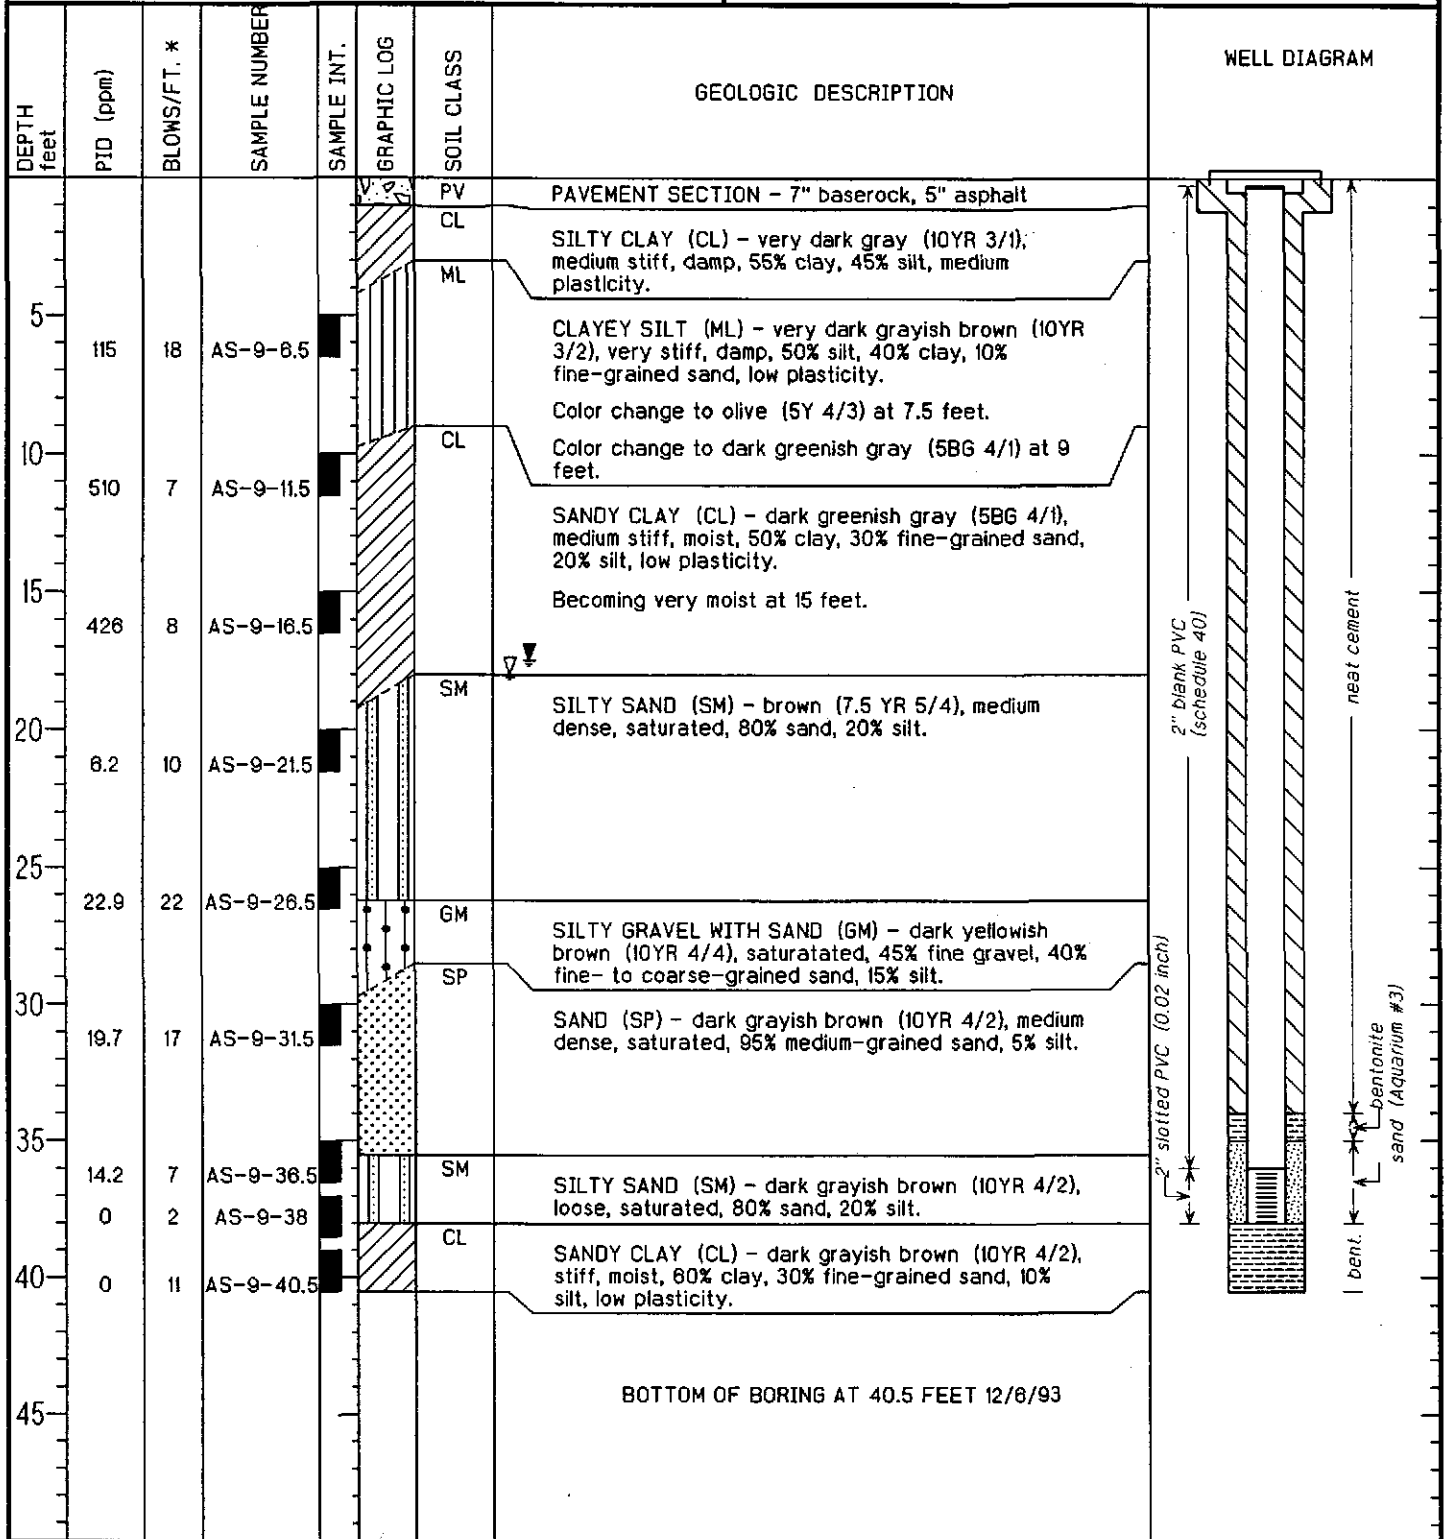 DEPTH
feet
PID (ppm)
BLOWS/FT. *
SAMPLE NUMBER
SAMPLE INT.
GRAPHIC LOG
SOIL CLASS
GEOLOGIC DESCRIPTION
WELL DIAGRAM
PV
PAVEMENT SECTION - 7" baserock, 5" asphalt
CL
SILTY CLAY (CL) - very dark gray (10YR 3/1),
medium stiff, damp, 55% clay, 45% silt, medium
plasticity.
ML
5
115 18 AS-9-6.5
CLAYEY SILT (ML) - very dark grayish brown (10YR
3/2), very stiff, damp, 50% silt, 40% clay, 10%
fine-grained sand, low plasticity.
Color change to olive (5Y 4/3) at 7.5 feet.
Color change to dark greenish gray (5BG 4/1) at 9
feet.
CL
10
510 7 AS-9-11.5
SANDY CLAY (CL) - dark greenish gray (5BG 4/1),
medium stiff, moist, 50% clay, 30% fine-grained sand,
20% silt, low plasticity.
Becoming very moist at 15 feet.
15
426 8 AS-9-16.5
SM
SILTY SAND (SM) - brown (7.5 YR 5/4), medium
dense, saturated, 80% sand, 20% silt.
20
6.2 10 AS-9-21.5
25
22.9 22 AS-9-26.5
GM
SILTY GRAVEL WITH SAND (GM) - dark yellowish
brown (10YR 4/4), saturatated, 45% fine gravel, 40%
fine- to coarse-grained sand, 15% silt.
SP
30
19.7 17 AS-9-31.5
SAND (SP) - dark grayish brown (10YR 4/2), medium
dense, saturated, 95% medium-grained sand, 5% silt.
35
14.2 7 AS-9-36.5
SM
SILTY SAND (SM) - dark grayish brown (10YR 4/2),
loose, saturated, 80% sand, 20% silt.
0 2 AS-9-38
CL
SANDY CLAY (CL) - dark grayish brown (10YR 4/2),
stiff, moist, 60% clay, 30% fine-grained sand, 10%
silt, low plasticity.
40
0 11 AS-9-40.5
BOTTOM OF BORING AT 40.5 FEET 12/6/93
45
2" blank PVC
(schedule 40)
2" slotted PVC (0.02 inch)
neat cement
bentonite
sand (Aquarium #3)
bent.